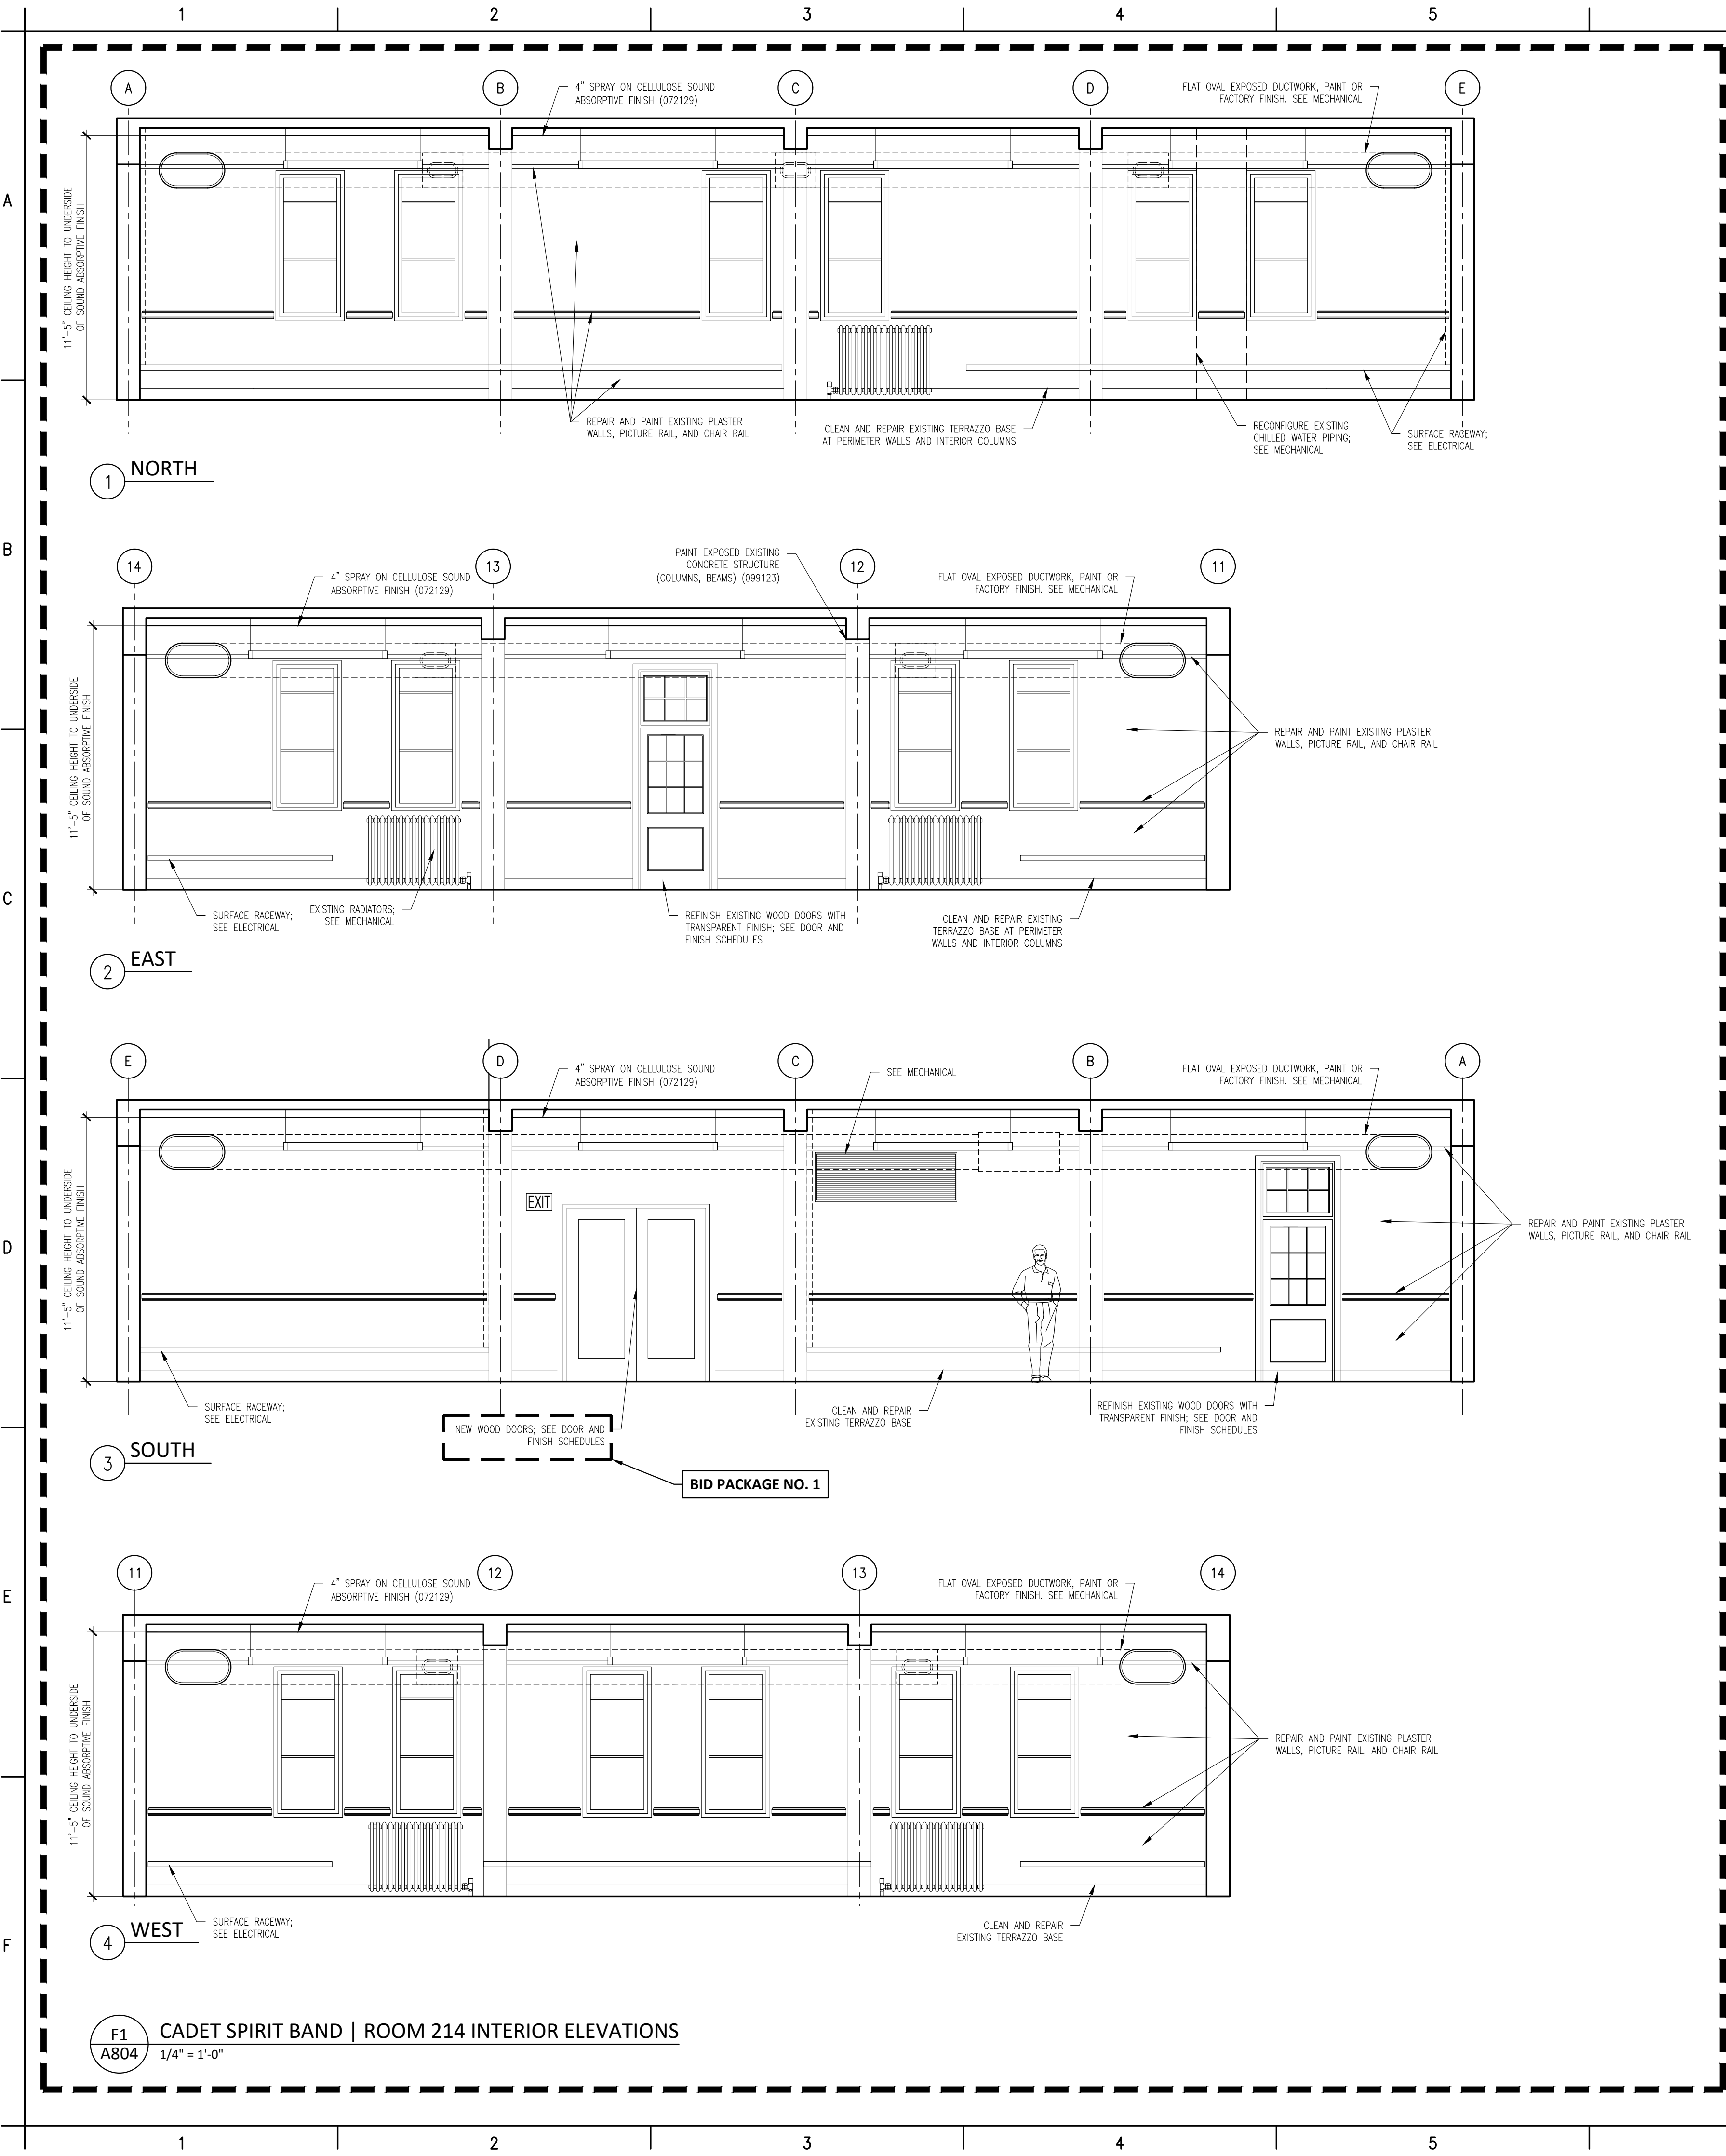 1 2 3 4 5
A
B
C
D
E
F
A B C D E
4" SPRAY ON CELLULOSE SOUND
ABSORPTIVE FINISH (072129)
FLAT OVAL EXPOSED DUCTWORK, PAINT OR
FACTORY FINISH. SEE MECHANICAL
11'-5" CEILING HEIGHT TO UNDERSIDE
OF SOUND ABSORPTIVE FINISH
REPAIR AND PAINT EXISTING PLASTER
WALLS, PICTURE RAIL, AND CHAIR RAIL
CLEAN AND REPAIR EXISTING TERRAZZO BASE
AT PERIMETER WALLS AND INTERIOR COLUMNS
RECONFIGURE EXISTING
CHILLED WATER PIPING;
SEE MECHANICAL
SURFACE RACEWAY;
SEE ELECTRICAL
1 NORTH
14 13 12 11
4" SPRAY ON CELLULOSE SOUND
ABSORPTIVE FINISH (072129)
PAINT EXPOSED EXISTING
CONCRETE STRUCTURE
(COLUMNS, BEAMS) (099123)
FLAT OVAL EXPOSED DUCTWORK, PAINT OR
FACTORY FINISH. SEE MECHANICAL
11'-5" CEILING HEIGHT TO UNDERSIDE
OF SOUND ABSORPTIVE FINISH
REPAIR AND PAINT EXISTING PLASTER
WALLS, PICTURE RAIL, AND CHAIR RAIL
SURFACE RACEWAY;
SEE ELECTRICAL
EXISTING RADIATORS;
SEE MECHANICAL
REFINISH EXISTING WOOD DOORS WITH
TRANSPARENT FINISH; SEE DOOR AND
FINISH SCHEDULES
CLEAN AND REPAIR EXISTING
TERRAZZO BASE AT PERIMETER
WALLS AND INTERIOR COLUMNS
2 EAST
E D C B A
4" SPRAY ON CELLULOSE SOUND
ABSORPTIVE FINISH (072129)
SEE MECHANICAL
FLAT OVAL EXPOSED DUCTWORK, PAINT OR
FACTORY FINISH. SEE MECHANICAL
11'-5" CEILING HEIGHT TO UNDERSIDE
OF SOUND ABSORPTIVE FINISH
EXIT
REPAIR AND PAINT EXISTING PLASTER
WALLS, PICTURE RAIL, AND CHAIR RAIL
SURFACE RACEWAY;
SEE ELECTRICAL
NEW WOOD DOORS; SEE DOOR AND
FINISH SCHEDULES
CLEAN AND REPAIR
EXISTING TERRAZZO BASE
REFINISH EXISTING WOOD DOORS WITH
TRANSPARENT FINISH; SEE DOOR AND
FINISH SCHEDULES
3 SOUTH
BID PACKAGE NO. 1
11 12 13 14
4" SPRAY ON CELLULOSE SOUND
ABSORPTIVE FINISH (072129)
FLAT OVAL EXPOSED DUCTWORK, PAINT OR
FACTORY FINISH. SEE MECHANICAL
11'-5" CEILING HEIGHT TO UNDERSIDE
OF SOUND ABSORPTIVE FINISH
REPAIR AND PAINT EXISTING PLASTER
WALLS, PICTURE RAIL, AND CHAIR RAIL
SURFACE RACEWAY;
SEE ELECTRICAL
CLEAN AND REPAIR
EXISTING TERRAZZO BASE
4 WEST
F1
A804
CADET SPIRIT BAND | ROOM 214 INTERIOR ELEVATIONS
1/4" = 1'-0"
1 2 3 4 5